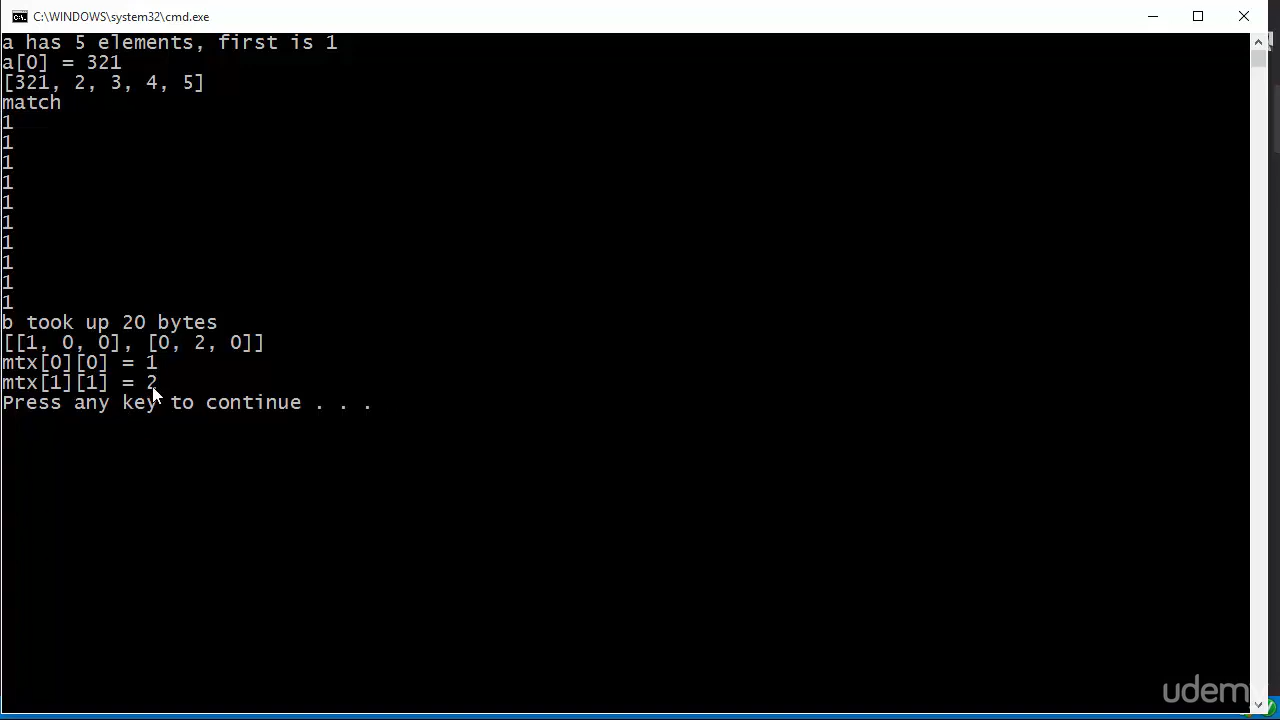 C:\WINDOWS\system32\cmd.exe
a has 5 elements, first is 1
a[0] = 321
[321, 2, 3, 4, 5]
match
1
1
1
1
1
1
1
1
1
1
b took up 20 bytes
[[1, 0, 0], [0, 2, 0]]
mtx[0][0] = 1
mtx[1][1] = 2
Press any key to continue . . .
udemy